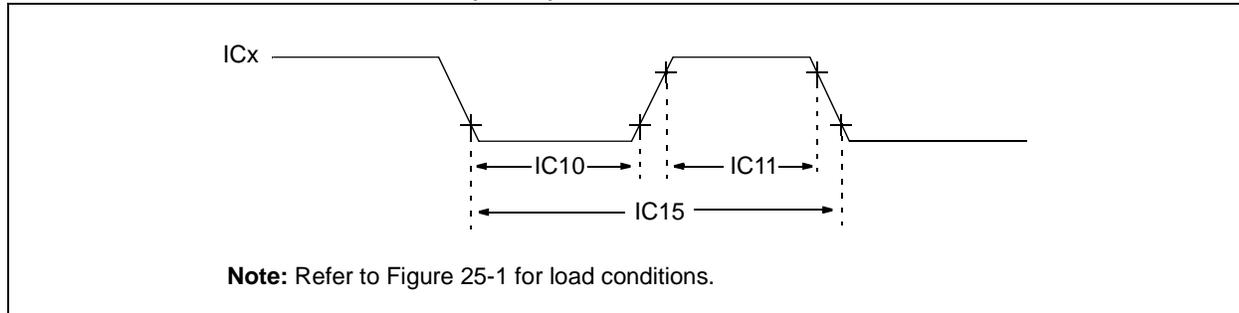 ICx
IC10
IC11
IC15
Note: Refer to Figure 25-1 for load conditions.